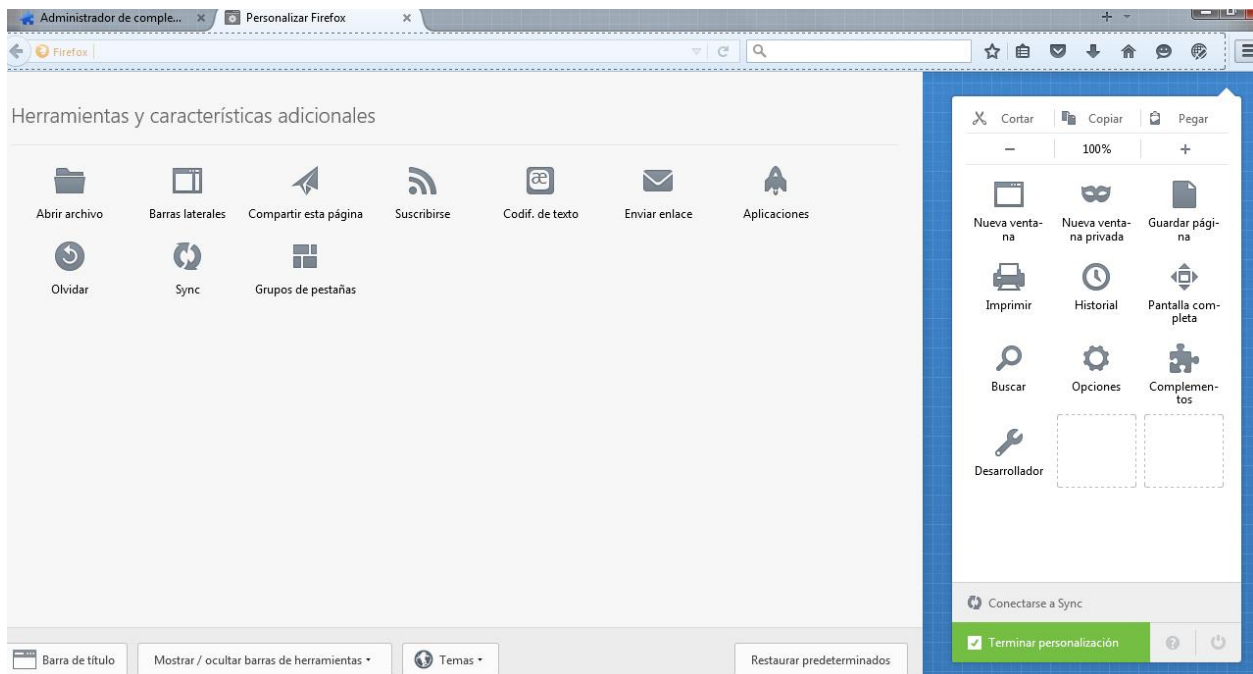 Administrador de comple...
Personalizar Firefox
Firefox
Herramientas y características adicionales
Abrir archivo
Barras laterales
Compartir esta página
Suscribirse
Codif. de texto
Enviar enlace
Aplicaciones
Olvidar
Sync
Grupos de pestañas
Cortar
Copiar
Pegar
100%
Nueva venta-
na
Nueva venta-
na privada
Guardar pági-
na
Imprimir
Historial
Pantalla com-
pleta
Buscar
Opciones
Complemen-
tos
Desarrollador
Conectarse a Sync
Terminar personalización
Barra de título
Mostrar / ocultar barras de herramientas
Temas
Restaurar predeterminados